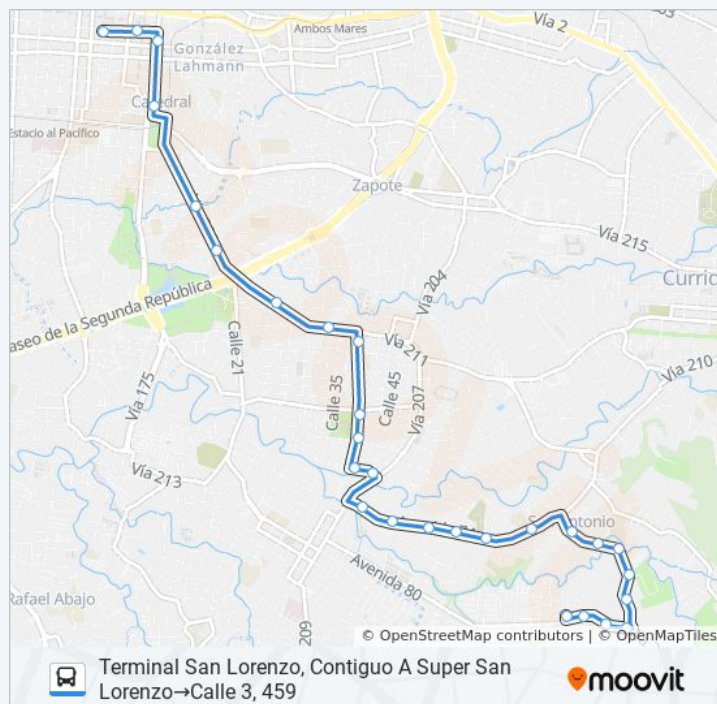 Ambos Mares
Vía 2
González
Lahmann
Catedral
Estacio al Pacífico
Zapote
Vía 215
Vía 204
Currid
aseo de la Segunda República
Calle 21
Vía 211
Vía 210
Vía 175
Calle 35
Calle 45
Vía 207
Vía 213
San Antonio
Avenida 80
Rafael Abajo
209
© OpenStreetMap contributors | © OpenMapTiles
Terminal San Lorenzo, Contiguo A Super San
Lorenzo→Calle 3, 459
moovit